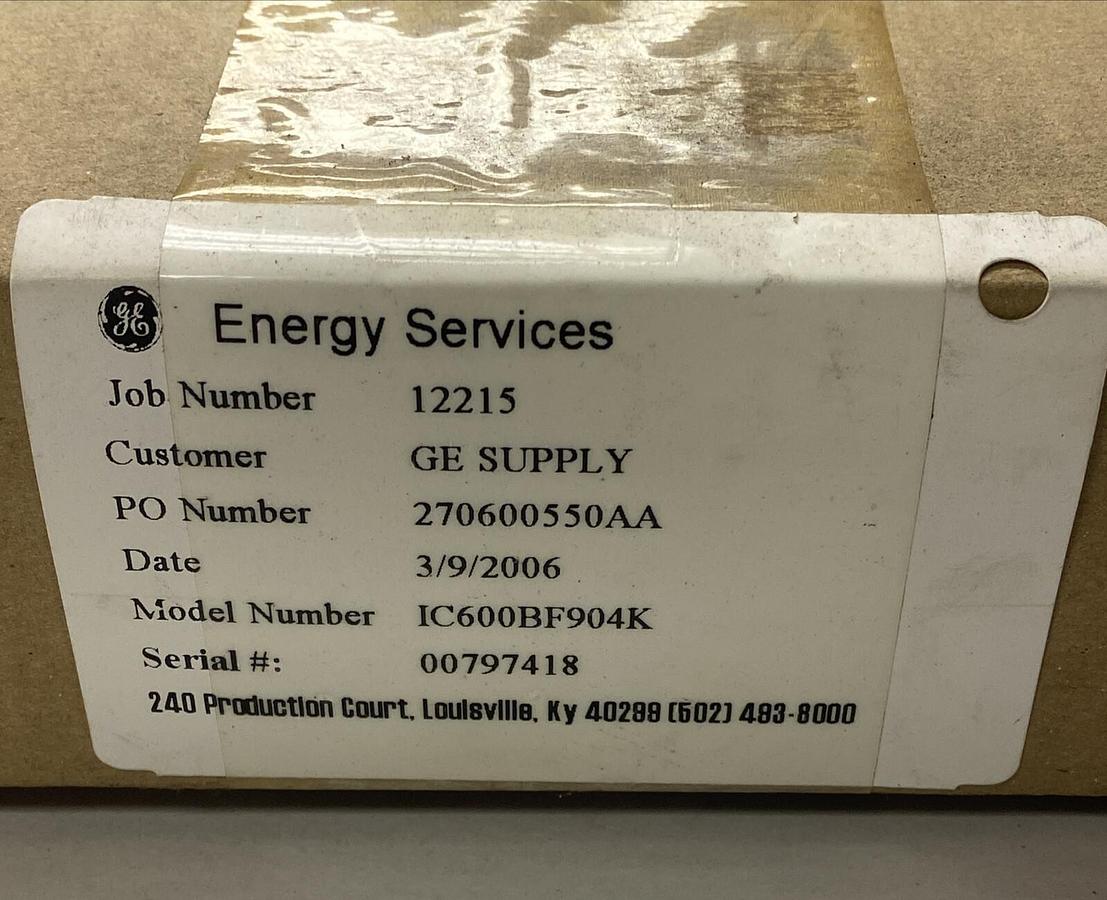 GE Energy Services
Job Number 12215
Customer GE SUPPLY
PO Number 270600550AA
Date 3/9/2006
Model Number IC600BF904K
Serial #: 00797418
240 Production Court, Louisville, Ky 40299 (502) 493-8000